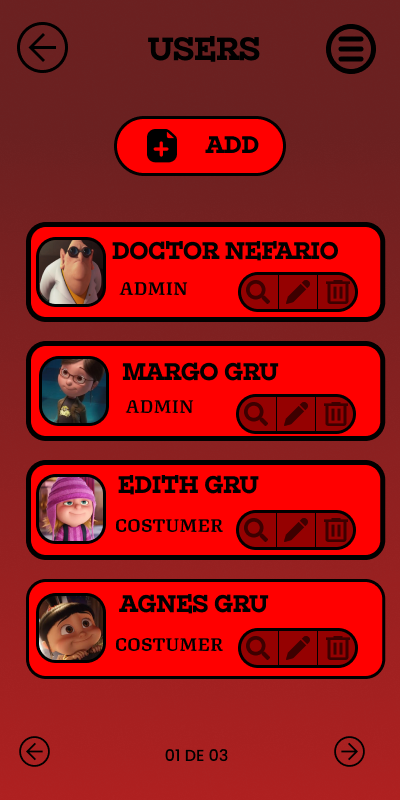 USERS
ADD
DOCTOR NEFARIO
ADMIN
MARGO GRU
ADMIN
EDITH GRU
COSTUMER
AGNES GRU
COSTUMER
01 DE 03